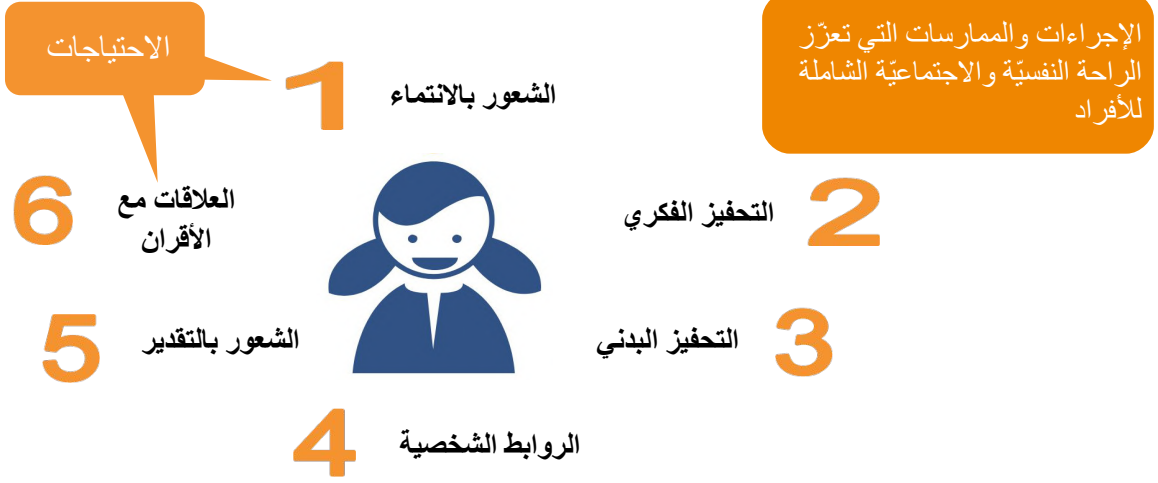 الاحتياجات
الإجراءات والممارسات التي تعزّز
الراحة النفسيّة والاجتماعيّة الشاملة
للأفراد
1
الشعور بالانتماء
2
التحفيز الفكري
3
التحفيز البدني
4
الروابط الشخصية
5
الشعور بالتقدير
6
العلاقات مع
الأقران